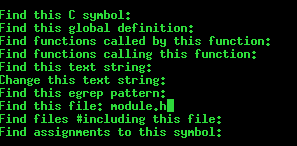 Find this C symbol:
Find this global definition:
Find functions called by this function:
Find functions calling this function:
Find this text string:
Change this text string:
Find this egrep pattern:
Find this file: module.h
Find files #including this file:
Find assignments to this symbol: